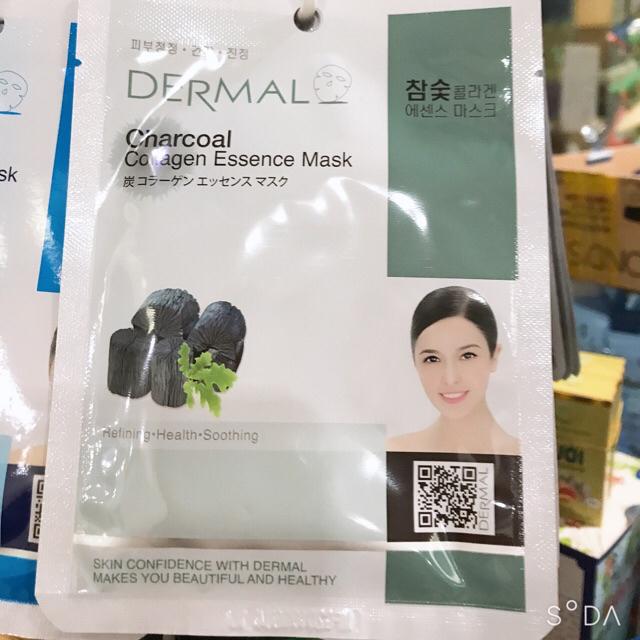 피부청정 · 건강 · 진정
DERMAL
참숯 콜라겐
에센스 마스크
Charcoal
Collagen Essence Mask
炭コラーゲン エッセンス マスク
sk
Refining•Health•Soothing
DERMAL
SKIN CONFIDENCE WITH DERMAL
MAKES YOU BEAUTIFUL AND HEALTHY
SODA